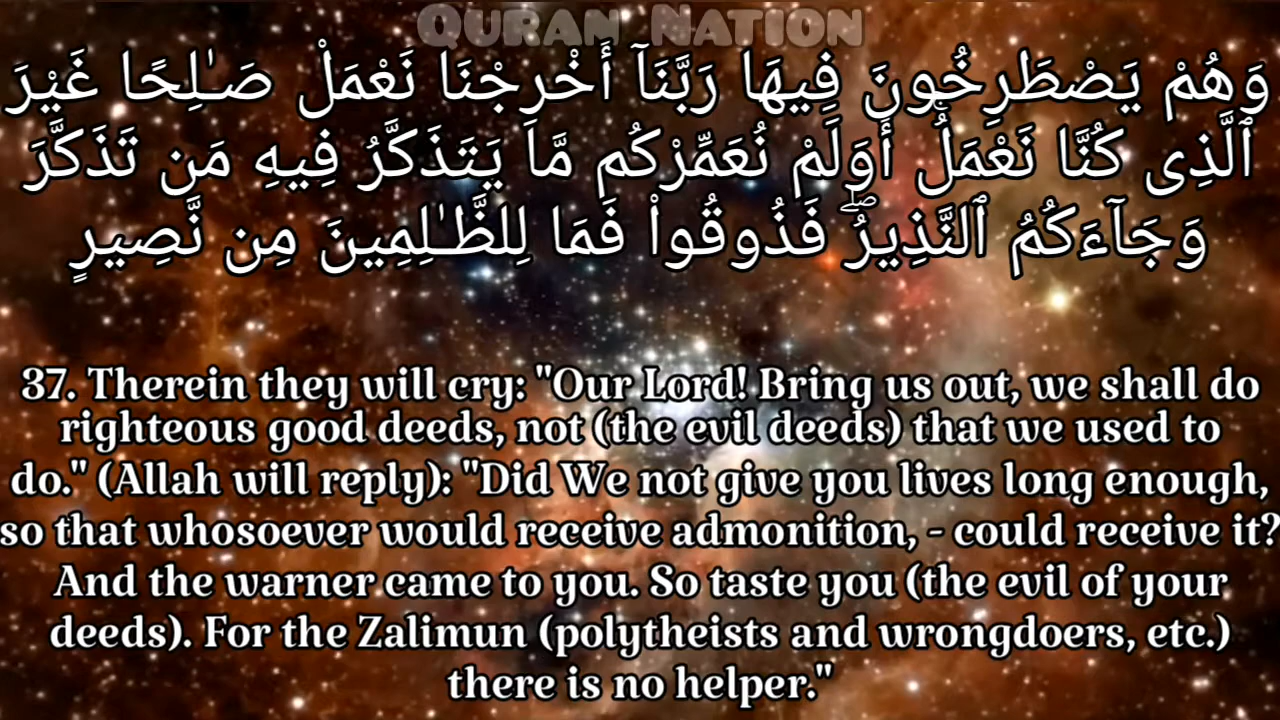 QURAN NATION
وَهُمْ يَصْطَرِخُونَ فِيهَا رَبَّنَآ أَخْرِجْنَا نَعْمَلْ صَـٰلِحًا غَيْرَ
ٱلَّذِى كُنَّا نَعْمَلُ ۚ أَوَلَمْ نُعَمِّرْكُم مَّا يَتَذَكَّرُ فِيهِ مَن تَذَكَّرَ
وَجَآءَكُمُ ٱلنَّذِيرُ ۖ فَذُوقُوا۟ فَمَا لِلظَّـٰلِمِينَ مِن نَّصِيرٍ
37. Therein they will cry: "Our Lord! Bring us out, we shall do
righteous good deeds, not (the evil deeds) that we used to
do." (Allah will reply): "Did We not give you lives long enough,
so that whosoever would receive admonition, - could receive it?
And the warner came to you. So taste you (the evil of your
deeds). For the Zalimun (polytheists and wrongdoers, etc.)
there is no helper."